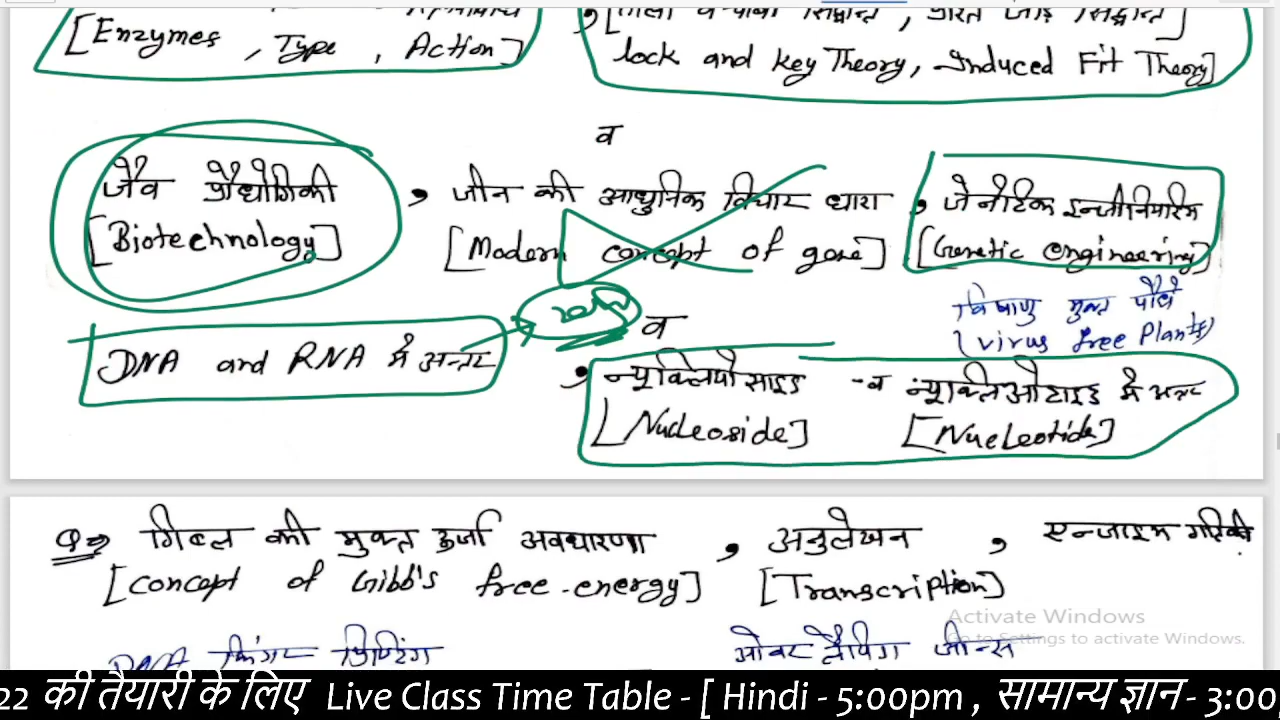 [Enzymes , Type , Action]
lock and key Theory, Induced Fit Theory]
व
जैव प्रौद्योगिकी , जीन की आधुनिक विचार धारा , जेनेटिक इन्जीनियरिंग
[Biotechnology] [Modern concept of gene] [Genetic engineering]
विषाणु मुक्त पौधे
(virus free Plants)
व
DNA and RNA में अन्तर
, न्यूक्लियोसाइड व न्यूक्लिओटाइड में अन्तर
[Nucleoside] [Nucleotide]
Q⇒ गिब्स की मुक्त ऊर्जा अवधारणा , अनुलेखन , एन्जाइम गतिकी
[concept of Gibb's free-energy] [Transcription]
Activate Windows
Go to Settings to activate Windows.
DNA फिंगर प्रिण्टिंग ओवर लैपिंग जीन्स
22 की तैयारी के लिए Live Class Time Table - [ Hindi - 5:00pm , सामान्य ज्ञान - 3:00